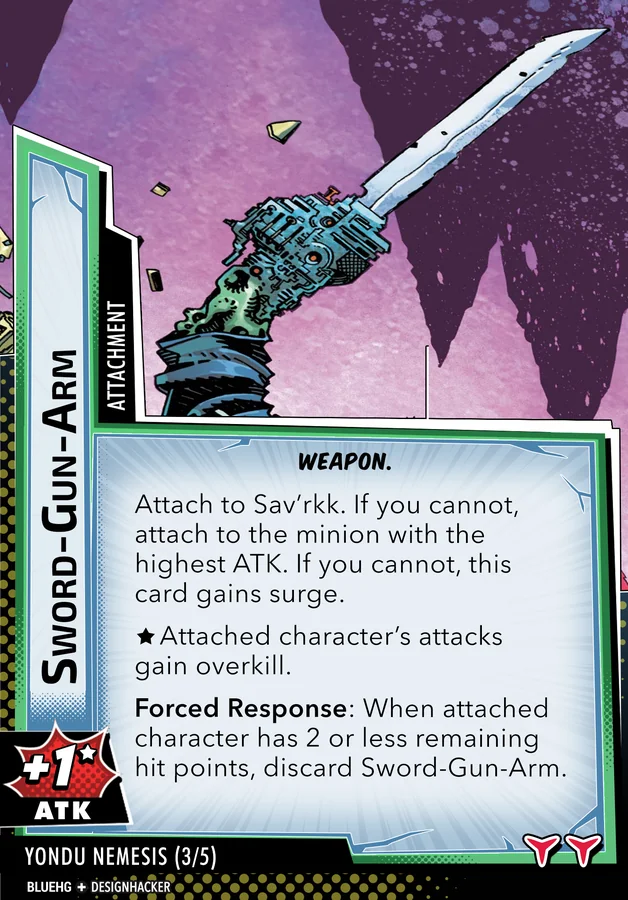 SWORD-GUN-ARM
ATTACHMENT
WEAPON.
Attach to Sav’rkk. If you cannot,
attach to the minion with the
highest ATK. If you cannot, this
card gains surge.
★ Attached character’s attacks
gain overkill.
Forced Response: When attached
character has 2 or less remaining
hit points, discard Sword-Gun-Arm.
+1★
ATK
YONDU NEMESIS (3/5)
BLUEHG + DESIGNHACKER